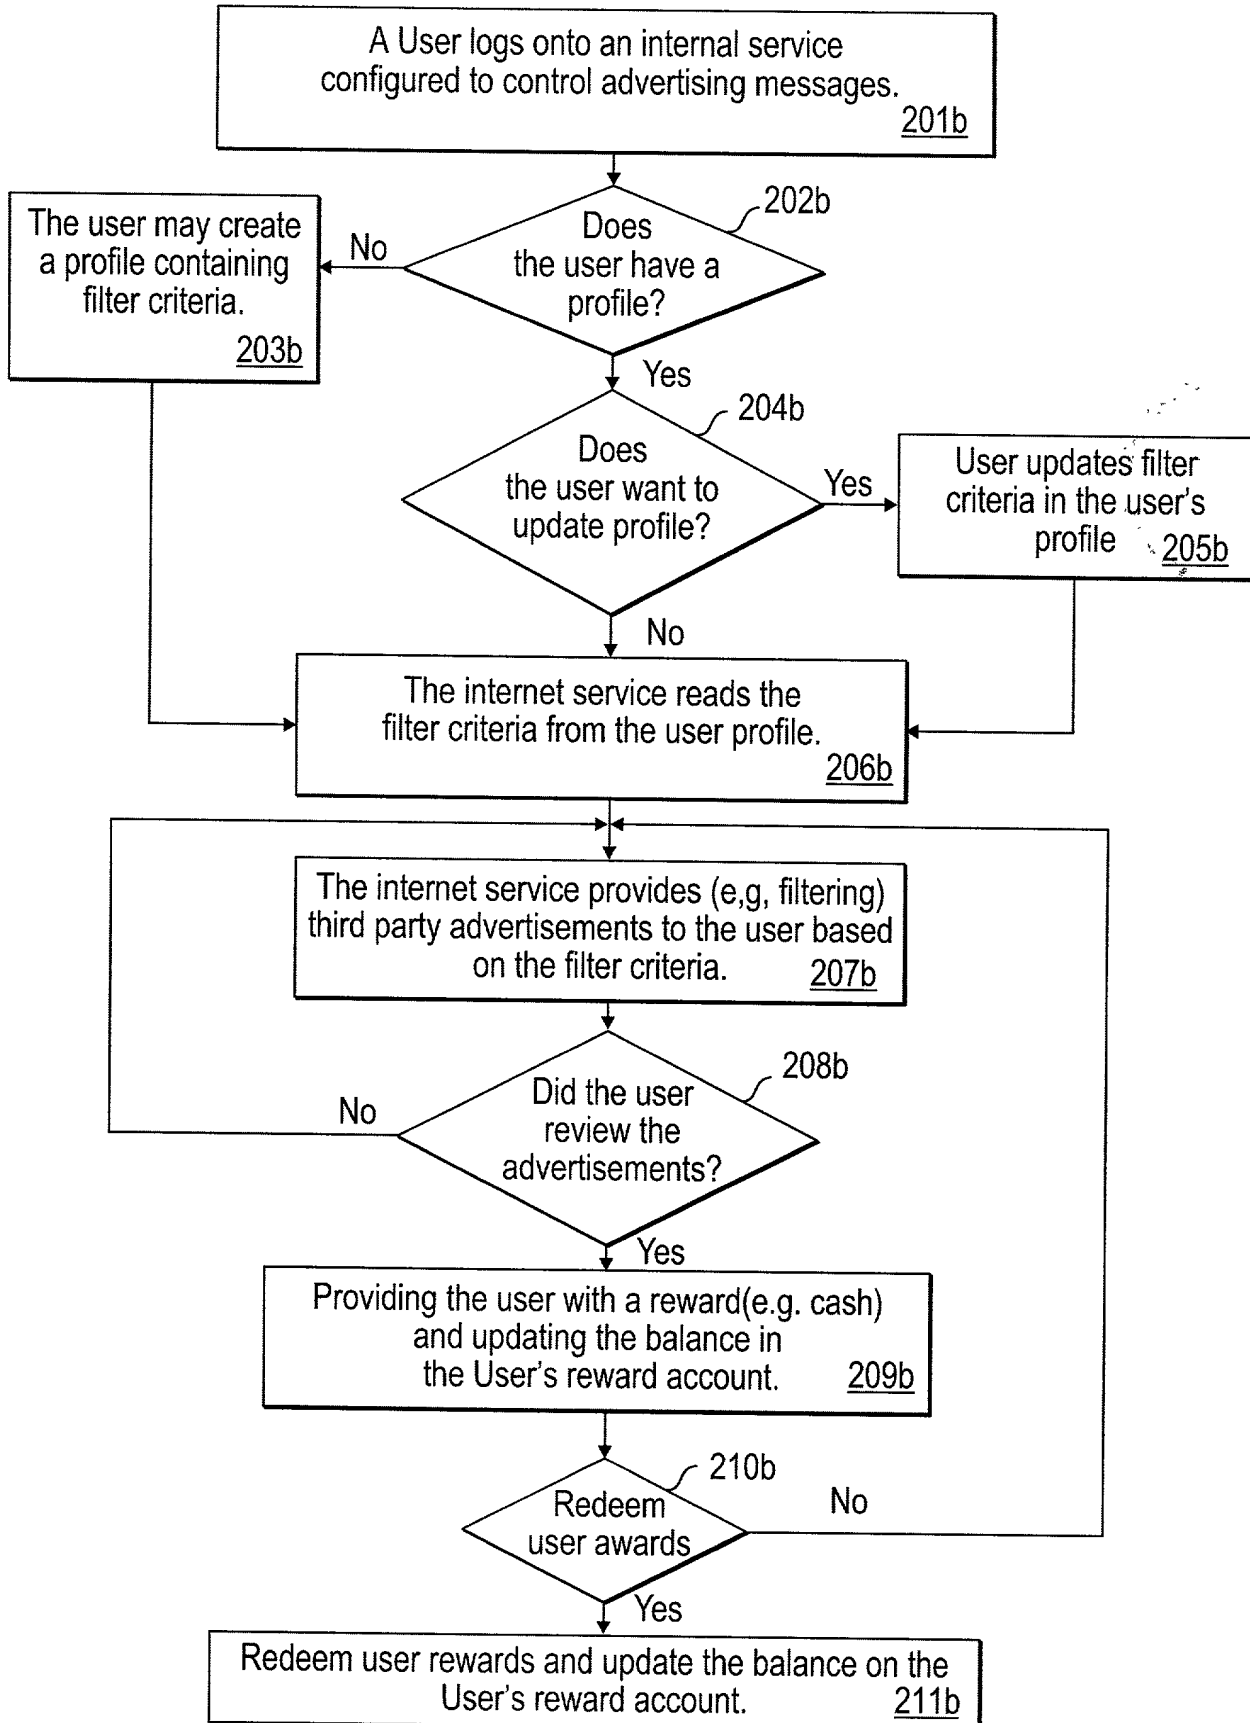 A User logs onto an internal service
configured to control advertising messages.
201b
202b
Does
the user have a
profile?
No
The user may create
a profile containing
filter criteria.
203b
Yes
204b
Does
the user want to
update profile?
Yes
User updates filter
criteria in the user's
profile
205b
No
The internet service reads the
filter criteria from the user profile.
206b
The internet service provides (e,g, filtering)
third party advertisements to the user based
on the filter criteria.
207b
208b
Did the user
review the
advertisements?
No
Yes
Providing the user with a reward(e.g. cash)
and updating the balance in
the User's reward account.
209b
210b
Redeem
user awards
No
Yes
Redeem user rewards and update the balance on the
User's reward account.
211b